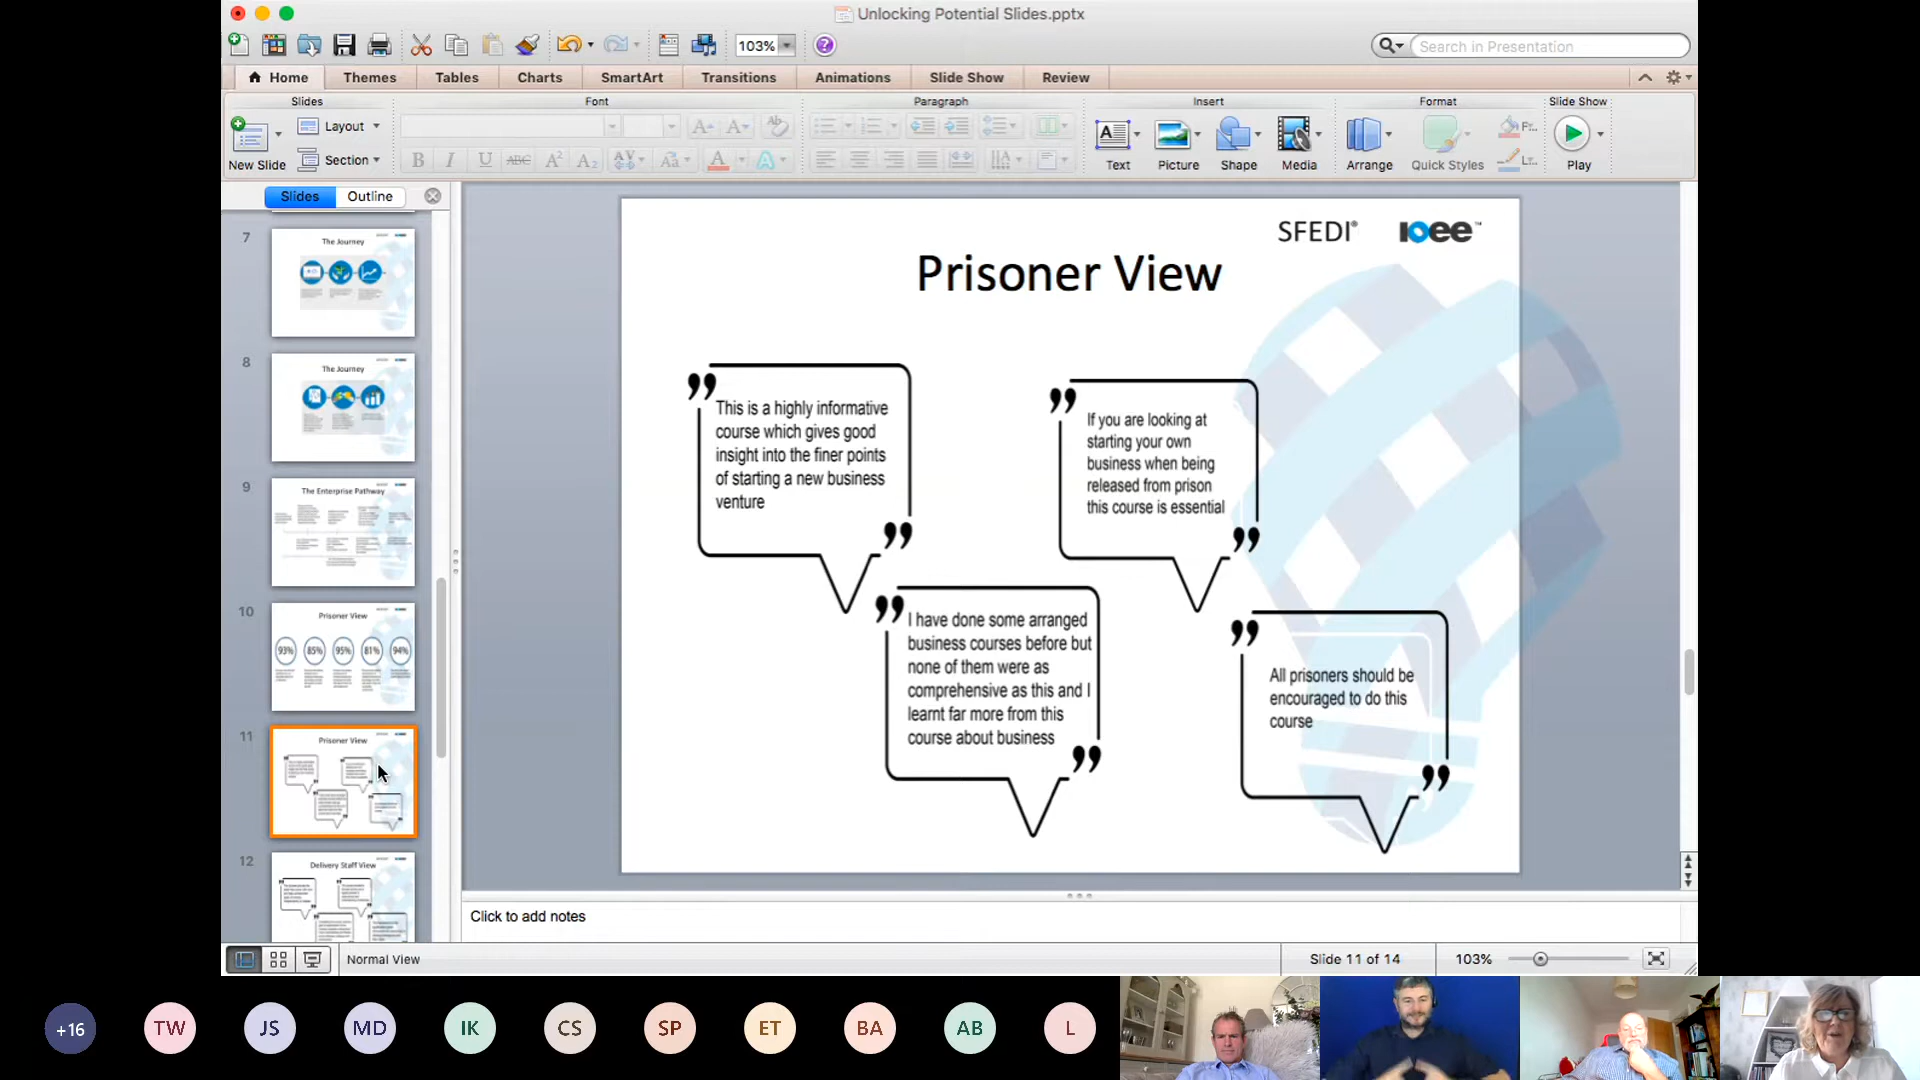 Unlocking Potential Slides.pptx
103%
Search in Presentation
Home
Themes
Tables
Charts
SmartArt
Transitions
Animations
Slide Show
Review
Slides
Font
Paragraph
Insert
Format
Slide Show
New Slide
Layout
Section
B I U ABC A² A₂
Text
Picture
Shape
Media
Arrange
Quick Styles
Play
Slides
Outline
7
The Journey
8
The Journey
9
The Enterprise Pathway
10
Prisoner View
93% 85% 95% 81% 94%
11
Prisoner View
12
Delivery Staff View
SFEDI®
ioee™
Prisoner View
This is a highly informative
course which gives good
insight into the finer points
of starting a new business
venture
If you are looking at
starting your own
business when being
released from prison
this course is essential
I have done some arranged
business courses before but
none of them were as
comprehensive as this and I
learnt far more from this
course about business
All prisoners should be
encouraged to do this
course
Click to add notes
Normal View
Slide 11 of 14
103%
+16
TW
JS
MD
IK
CS
SP
ET
BA
AB
L